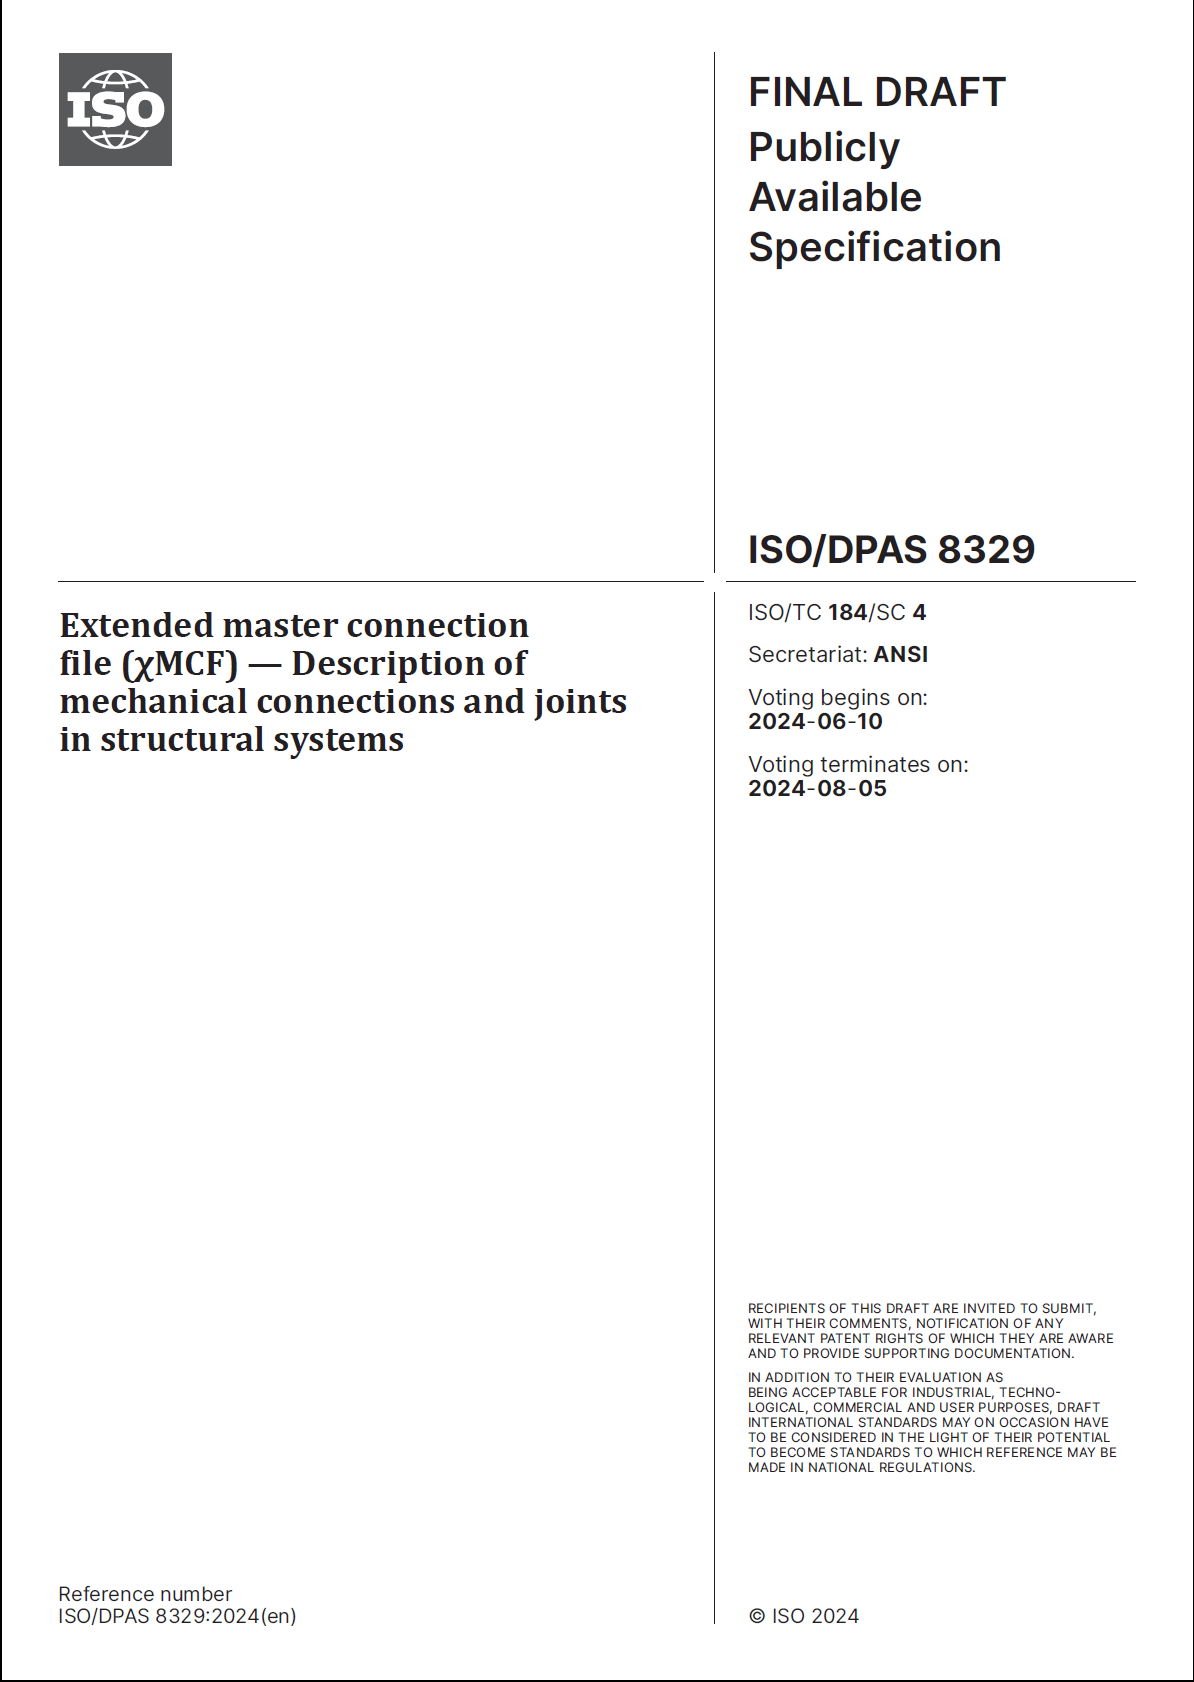 ISO
FINAL DRAFT
Publicly
Available
Specification
ISO/DPAS 8329
ISO/TC 184/SC 4
Secretariat: ANSI
Voting begins on:
2024-06-10
Voting terminates on:
2024-08-05
Extended master connection
file (χMCF) — Description of
mechanical connections and joints
in structural systems
RECIPIENTS OF THIS DRAFT ARE INVITED TO SUBMIT,
WITH THEIR COMMENTS, NOTIFICATION OF ANY
RELEVANT PATENT RIGHTS OF WHICH THEY ARE AWARE
AND TO PROVIDE SUPPORTING DOCUMENTATION.
IN ADDITION TO THEIR EVALUATION AS
BEING ACCEPTABLE FOR INDUSTRIAL, TECHNO-
LOGICAL, COMMERCIAL AND USER PURPOSES, DRAFT
INTERNATIONAL STANDARDS MAY ON OCCASION HAVE
TO BE CONSIDERED IN THE LIGHT OF THEIR POTENTIAL
TO BECOME STANDARDS TO WHICH REFERENCE MAY BE
MADE IN NATIONAL REGULATIONS.
Reference number
ISO/DPAS 8329:2024(en)
© ISO 2024